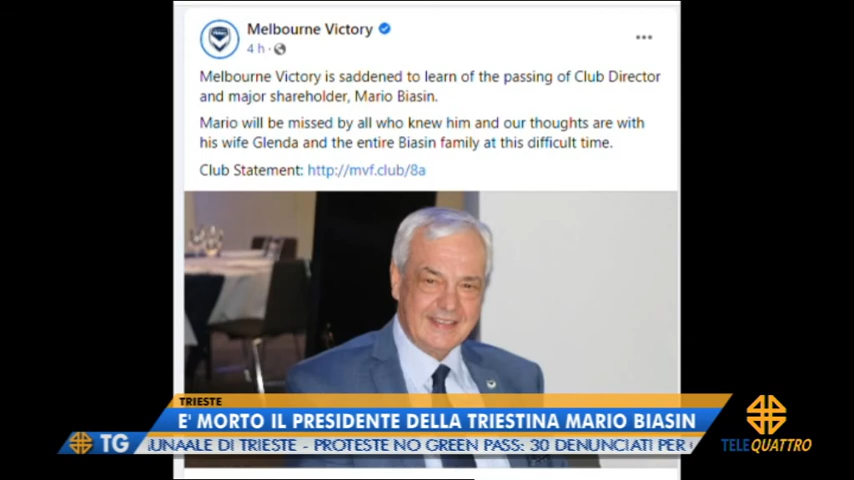 Melbourne Victory
4 h
Melbourne Victory is saddened to learn of the passing of Club Director
and major shareholder, Mario Biasin.
Mario will be missed by all who knew him and our thoughts are with
his wife Glenda and the entire Biasin family at this difficult time.
Club Statement: http://mvf.club/8a
TRIESTE
E' MORTO IL PRESIDENTE DELLA TRIESTINA MARIO BIASIN
TG
UNAALE DI TRIESTE - PROTESTE NO GREEN PASS: 30 DENUNCIATI PER
TELEQUATTRO